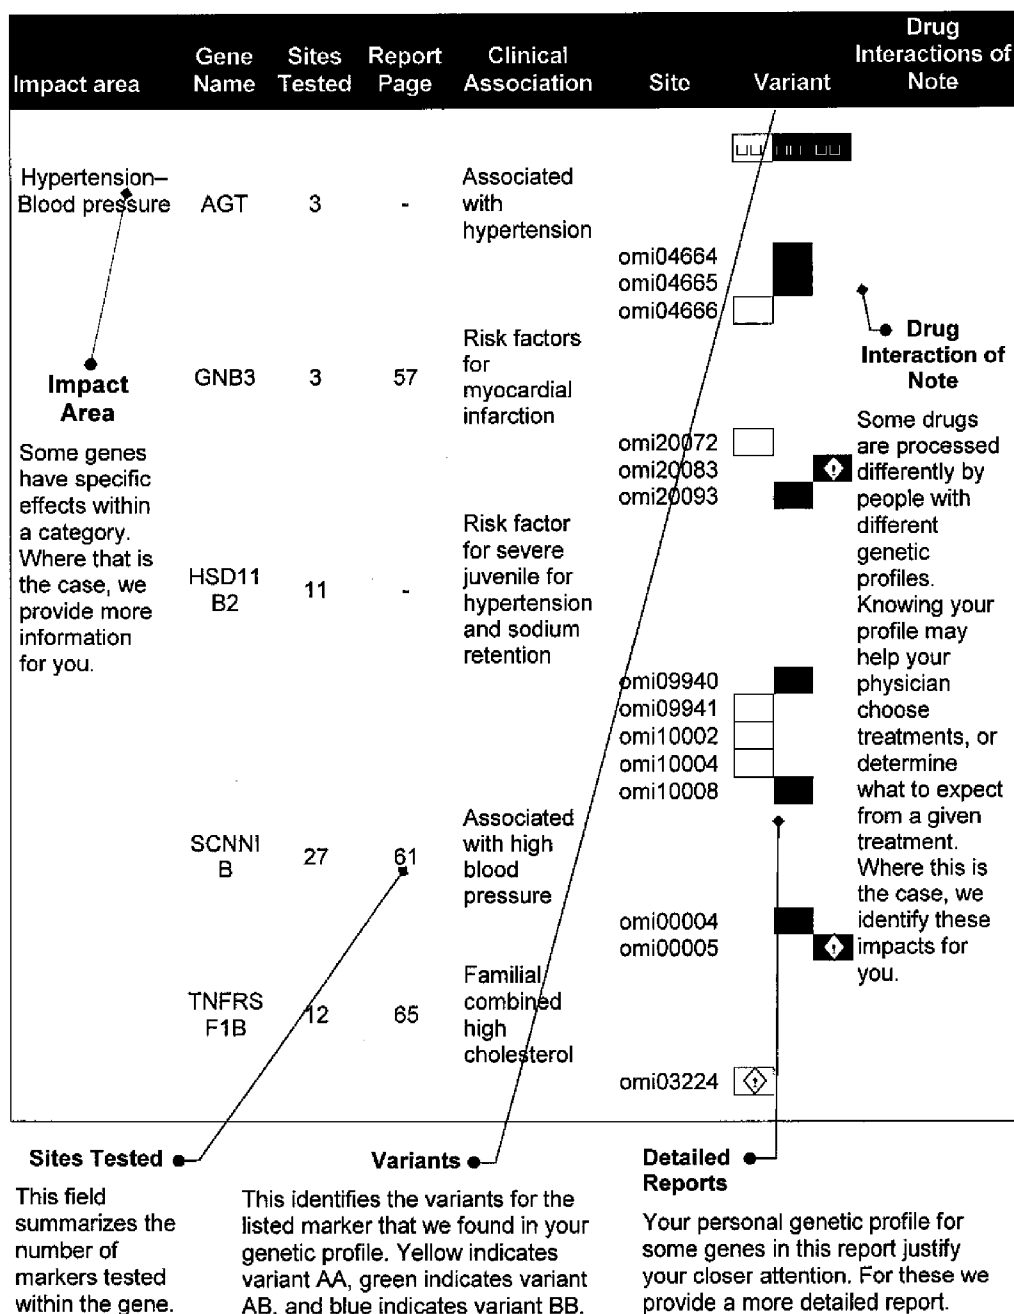 Impact area Gene Name Sites Tested Report Page Clinical Association Site Variant Drug Interactions of Note
Hypertension–
Blood pressure AGT 3 - Associated
with
hypertension
omi04664
omi04665
omi04666
GNB3 3 57 Risk factors
for
myocardial
infarction
omi20072
omi20083
omi20093
HSD11
B2 11 - Risk factor
for severe
juvenile for
hypertension
and sodium
retention
omi09940
omi09941
omi10002
omi10004
omi10008
SCNNI
B 27 61 Associated
with high
blood
pressure
omi00004
omi00005
TNFRS
F1B 12 65 Familial
combined
high
cholesterol
omi03224
Impact
Area
Some genes
have specific
effects within
a category.
Where that is
the case, we
provide more
information
for you.
Drug
Interaction of
Note
Some drugs
are processed
differently by
people with
different
genetic
profiles.
Knowing your
profile may
help your
physician
choose
treatments, or
determine
what to expect
from a given
treatment.
Where this is
the case, we
identify these
impacts for
you.
Sites Tested
This field
summarizes the
number of
markers tested
within the gene.
Variants
This identifies the variants for the
listed marker that we found in your
genetic profile. Yellow indicates
variant AA, green indicates variant
AB, and blue indicates variant BB.
Detailed
Reports
Your personal genetic profile for
some genes in this report justify
your closer attention. For these we
provide a more detailed report.